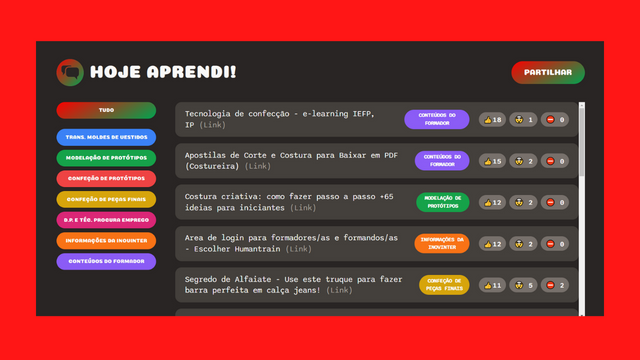 HOJE APRENDI!
PARTILHAR
TUDO
TRANS. MOLDES DE VESTIDOS
MODELAÇÃO DE PROTÓTIPOS
CONFEÇÃO DE PROTÓTIPOS
CONFEÇÃO DE PEÇAS FINAIS
D.P. E TÉC. PROCURA EMPREGO
INFORMAÇÕES DA INOVINTER
CONTEÚDOS DO FORMADOR
Tecnologia de confecção - e-learning IEFP,
IP (Link)
CONTEÚDOS DO
FORMADOR
18 1 0
Apostilas de Corte e Costura para Baixar em PDF
(Costureira) (Link)
CONTEÚDOS DO
FORMADOR
15 2 0
Costura criativa: como fazer passo a passo +65
ideias para iniciantes (Link)
MODELAÇÃO DE
PROTÓTIPOS
12 2 0
Area de login para formadores/as e formandos/as
- Escolher Humantrain (Link)
INFORMAÇÕES DA
INOVINTER
12 2 0
Segredo de Alfaiate - Use este truque para fazer
barra perfeita em calça jeans! (Link)
CONFEÇÃO DE
PEÇAS FINAIS
11 5 2